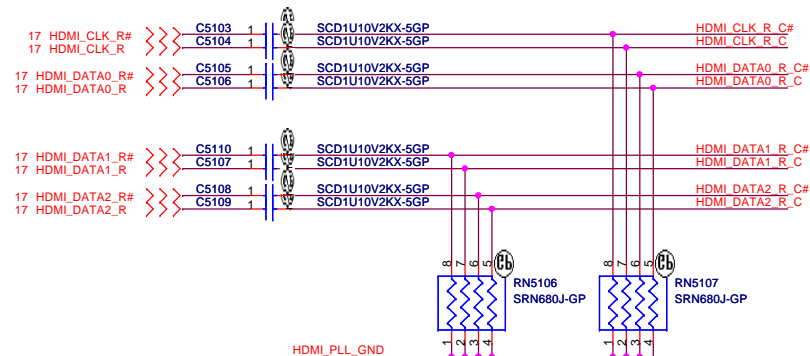 17 HDMI_CLK_R# C5103 1 SCD1U10V2KX-5GP HDMI_CLK_R_C#
17 HDMI_CLK_R C5104 1 SCD1U10V2KX-5GP HDMI_CLK_R_C
17 HDMI_DATA0_R# C5105 1 SCD1U10V2KX-5GP HDMI_DATA0_R_C#
17 HDMI_DATA0_R C5106 1 SCD1U10V2KX-5GP HDMI_DATA0_R_C
17 HDMI_DATA1_R# C5110 1 SCD1U10V2KX-5GP HDMI_DATA1_R_C#
17 HDMI_DATA1_R C5107 1 SCD1U10V2KX-5GP HDMI_DATA1_R_C
17 HDMI_DATA2_R# C5108 1 SCD1U10V2KX-5GP HDMI_DATA2_R_C#
17 HDMI_DATA2_R C5109 1 SCD1U10V2KX-5GP HDMI_DATA2_R_C
8 7 6 5 8 7 6 5
RN5106 RN5107
SRN680J-GP SRN680J-GP
1 2 3 4 1 2 3 4
HDMI_PLL_GND